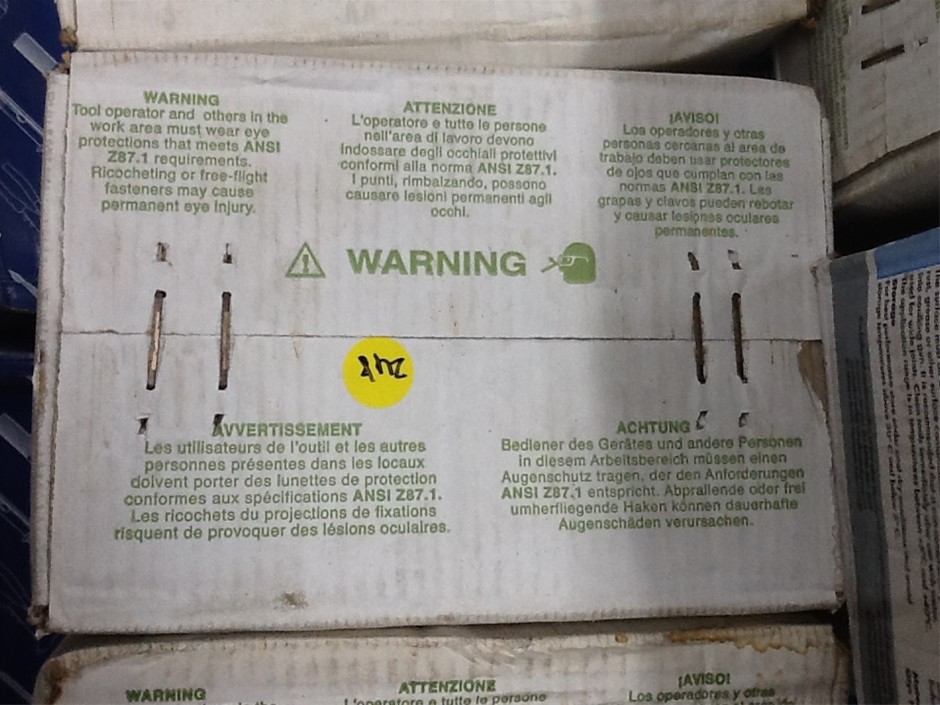 WARNING
Tool operator and others in the
work area must wear eye
protections that meets ANSI
Z87.1 requirements.
Ricocheting or free-flight
fasteners may cause
permanent eye injury.
ATTENZIONE
L'operatore e tutte le persone
nell'area di lavoro devono
indossare degli occhiali protettivi
conformi alla norma ANSI Z87.1.
I punti, rimbalzando, possono
causare lesioni permanenti agli
occhi.
¡AVISO!
Los operadores y otras
personas cercanas al area de
trabajo deben usar protectores
de ojos que cumplan con las
normas ANSI Z87.1. Las
grapas y clavos pueden rebotar
y causar lesiones oculares
permanentes.
WARNING
AVVERTISSEMENT
Les utilisateurs de l'outil et les autres
personnes présentes dans les locaux
doivent porter des lunettes de protection
conformes aux spécifications ANSI Z87.1.
Les ricochets du projections de fixations
risquent de provoquer des lésions oculaires.
ACHTUNG
Bediener des Gerätes und andere Personen
in diesem Arbeitsbereich müssen einen
Augenschutz tragen, der den Anforderungen
ANSI Z87.1 entspricht. Abprallende oder frei
umherfliegende Haken können dauerhafte
Augenschäden verursachen.
WARNING
ATTENZIONE
L'operatore e tutte le persone
¡AVISO!
Los operadores y otras